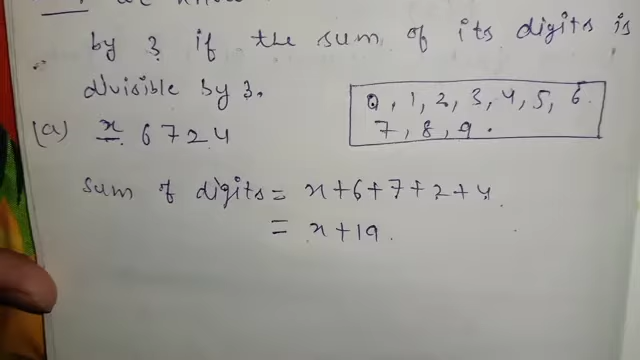 by 3 if the sum of its digits is
divisible by 3.
0, 1, 2, 3, 4, 5, 6.
7, 8, 9.
(a) x 6 7 2 4
Sum of digits = x+6+7+2+4
= x+19.